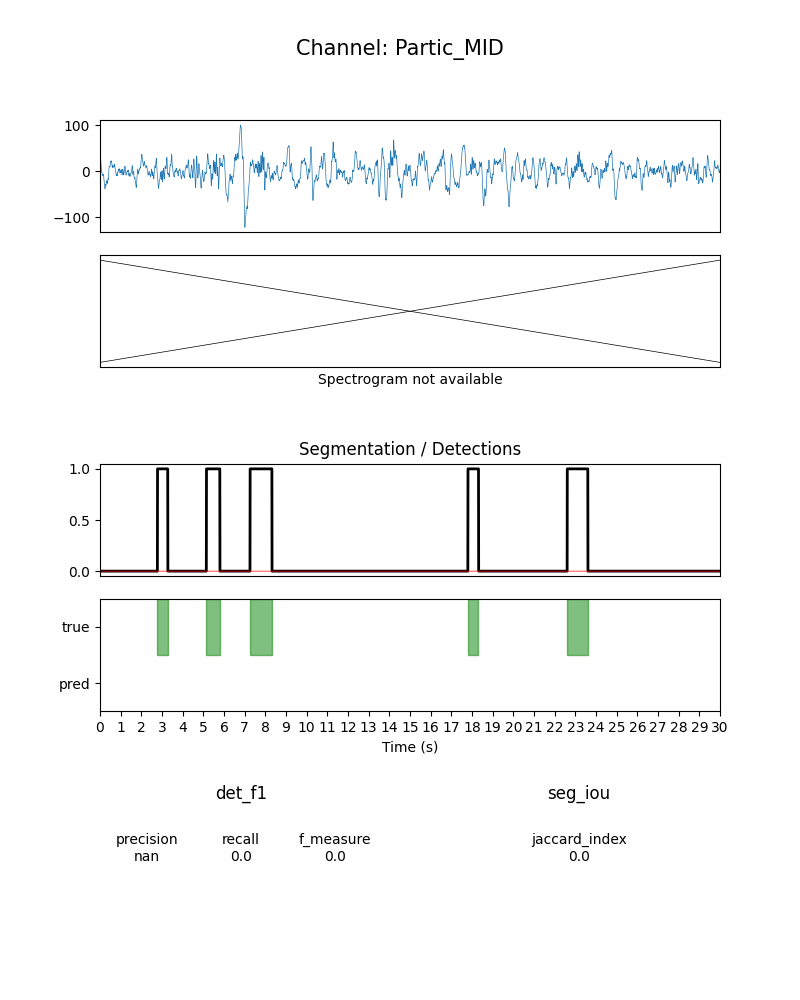 Channel: Partic_MID
100
0
−100
Spectrogram not available
Segmentation / Detections
1.0
0.5
0.0
true
pred
0 1 2 3 4 5 6 7 8 9 10 11 12 13 14 15 16 17 18 19 20 21 22 23 24 25 26 27 28 29 30
Time (s)
det_f1 seg_iou
precision recall f_measure jaccard_index
nan 0.0 0.0 0.0